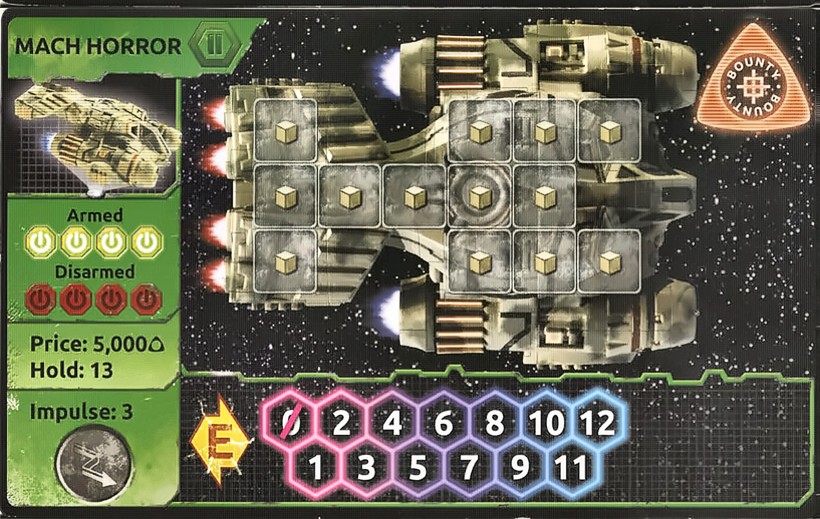 MACH HORROR II
BOUNTY BOUNTY
Armed
Disarmed
Price: 5,000
Hold: 13
Impulse: 3
E
0 2 4 6 8 10 12
1 3 5 7 9 11